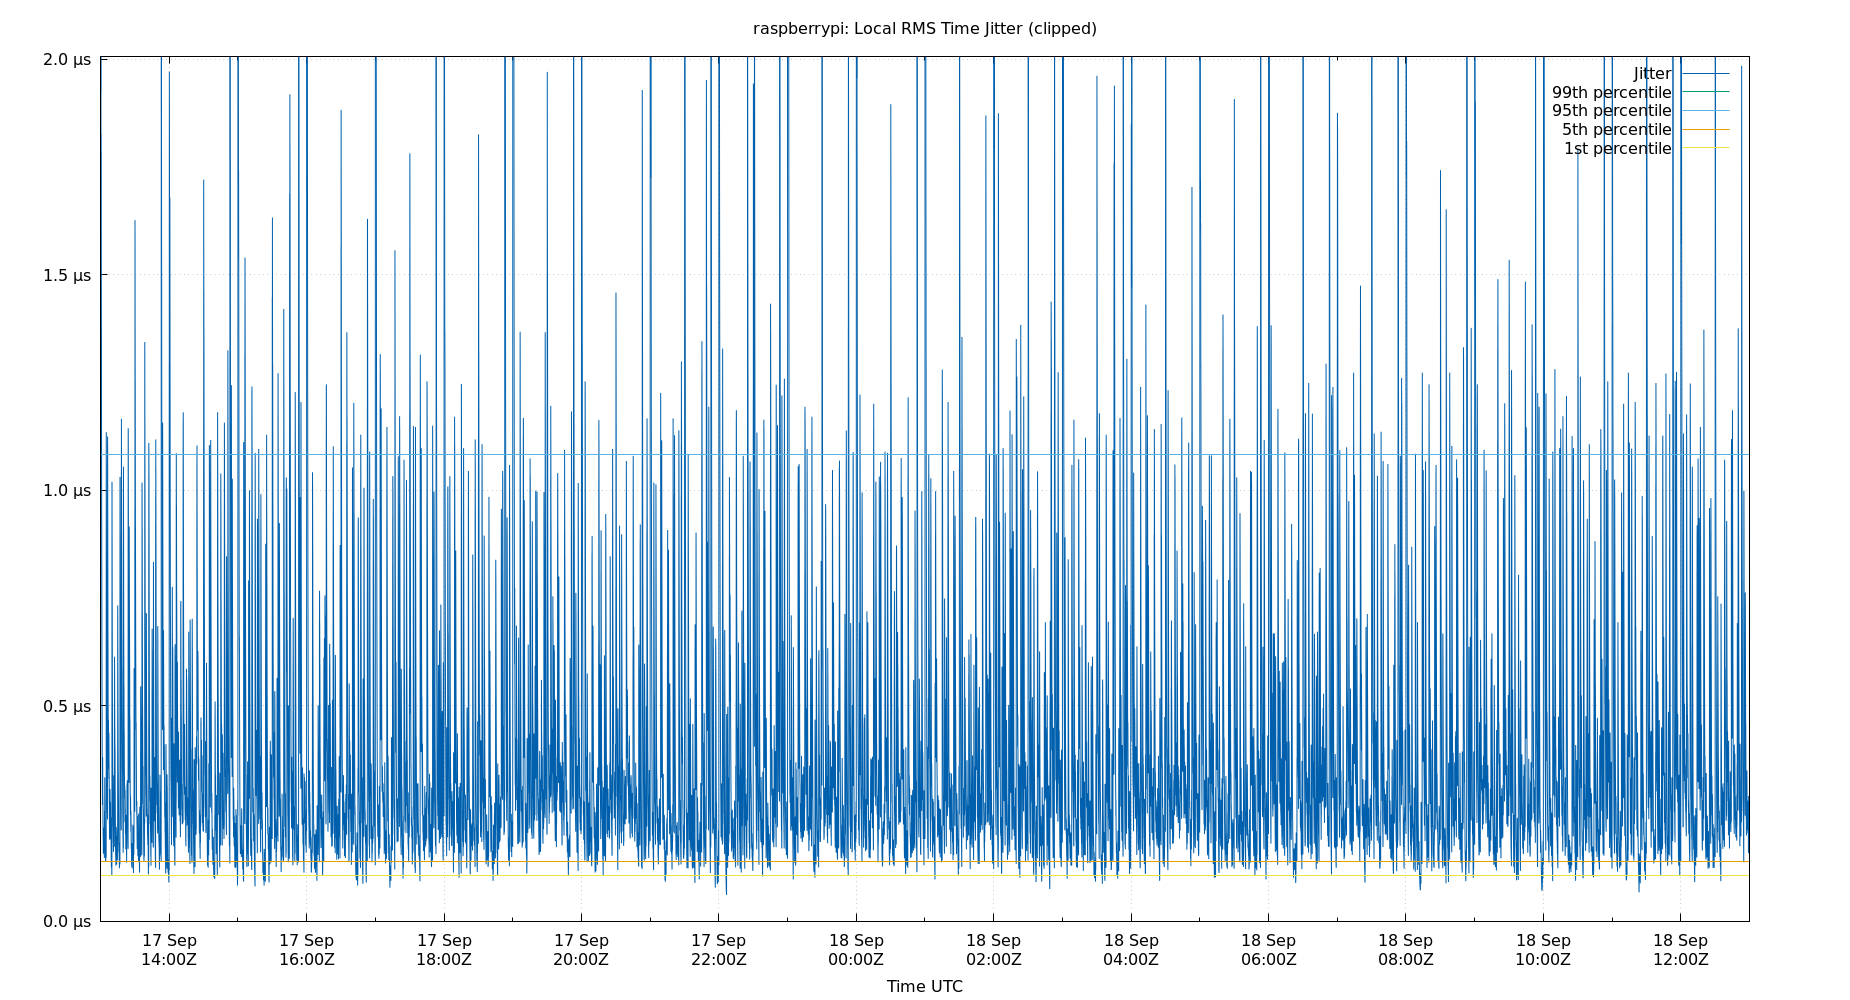 raspberrypi: Local RMS Time Jitter (clipped)
2.0 µs
1.5 µs
1.0 µs
0.5 µs
0.0 µs
Jitter
99th percentile
95th percentile
5th percentile
1st percentile
17 Sep 17 Sep 17 Sep 17 Sep 17 Sep 18 Sep 18 Sep 18 Sep 18 Sep 18 Sep 18 Sep 18 Sep
14:00Z 16:00Z 18:00Z 20:00Z 22:00Z 00:00Z 02:00Z 04:00Z 06:00Z 08:00Z 10:00Z 12:00Z
Time UTC